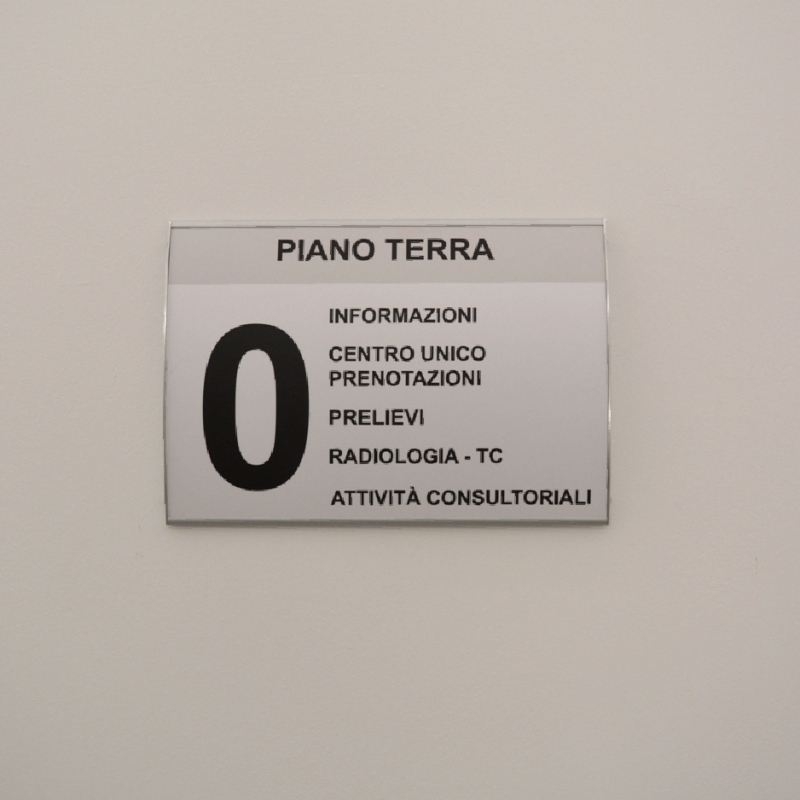 PIANO TERRA
0
INFORMAZIONI
CENTRO UNICO
PRENOTAZIONI
PRELIEVI
RADIOLOGIA - TC
ATTIVITÀ CONSULTORIALI